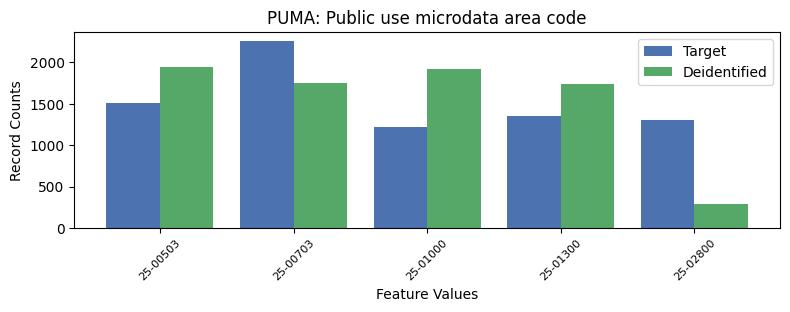 PUMA: Public use microdata area code
Target
Deidentified
Record Counts
2000
1500
1000
500
0
25-00503
25-00703
25-01000
25-01300
25-02800
Feature Values